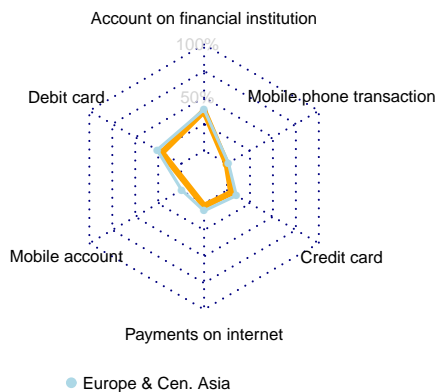 Account on financial institution
100%
50%
Debit card
Mobile phone transaction
Mobile account
Credit card
Payments on internet
Europe & Cen. Asia